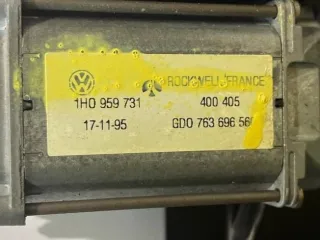 ROCKWELL FRANCE
1H0 959 731 400 405
17-11-95 GDO 763 696 56